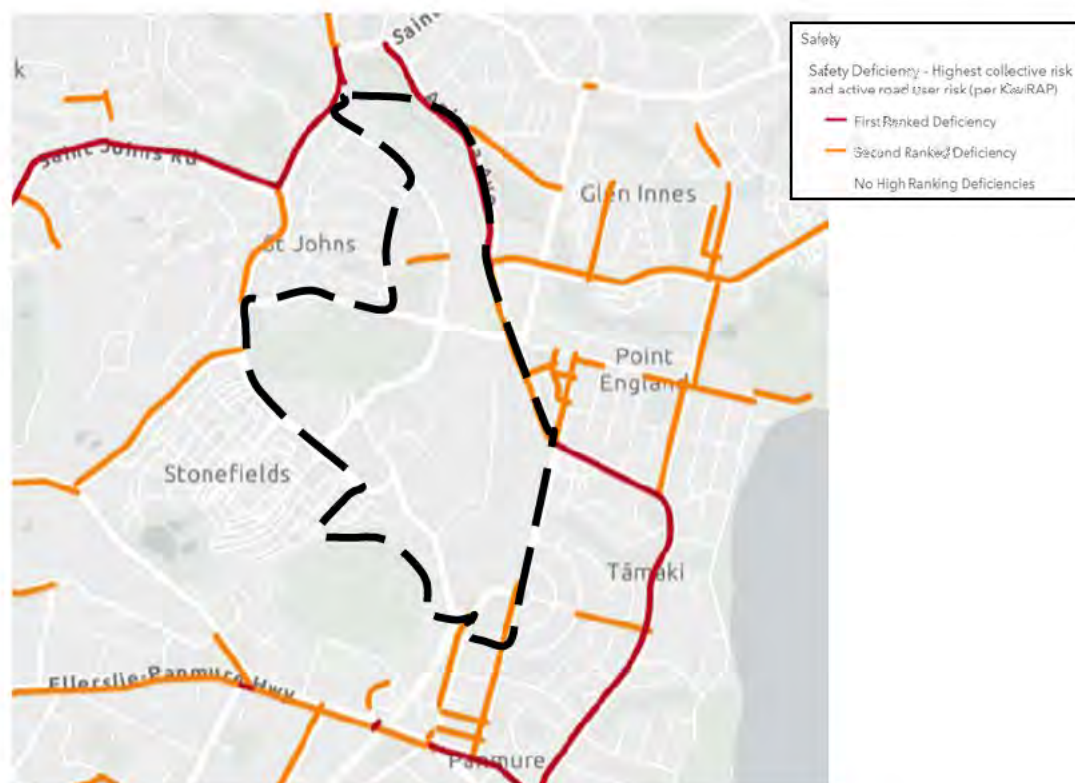 Saint
k
Saint Johns Rd
Glen Innes
St Johns
Point
England
Stonefields
Tāmaki
Ellerslie-Panmure Hwy
Panmure
Safety
Safety Deficiency - Highest collective risk
and active road user risk (per KiwiRAP)
First Ranked Deficiency
Second Ranked Deficiency
No High Ranking Deficiencies